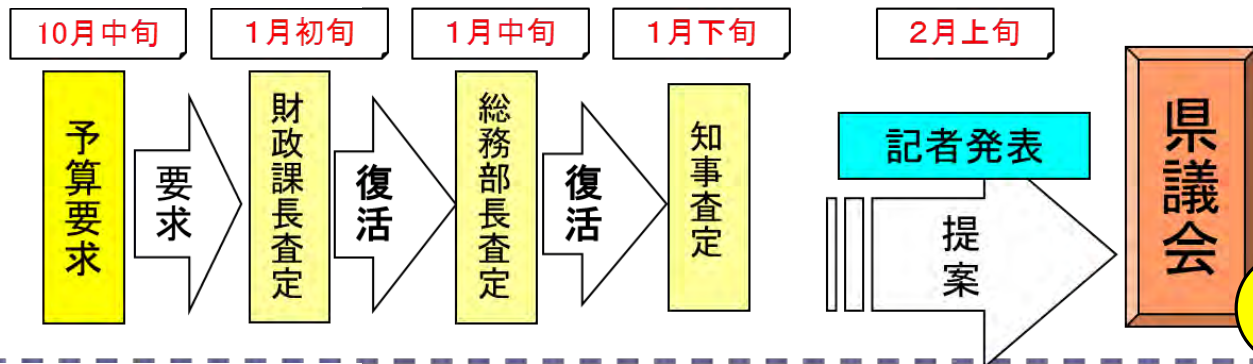 10月中旬
1月初旬
1月中旬
1月下旬
2月上旬
予算要求
要求
財政課長査定
復活
総務部長査定
復活
知事査定
記者発表
提案
県議会